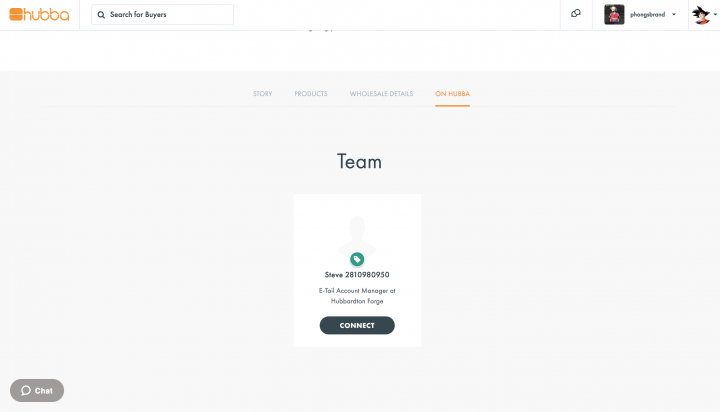 hubba
Search for Buyers
phongsbrand
STORY
PRODUCTS
WHOLESALE DETAILS
ON HUBBA
Team
Steve 2810980950
E-Tail Account Manager at
Hubbardton Forge
CONNECT
Chat